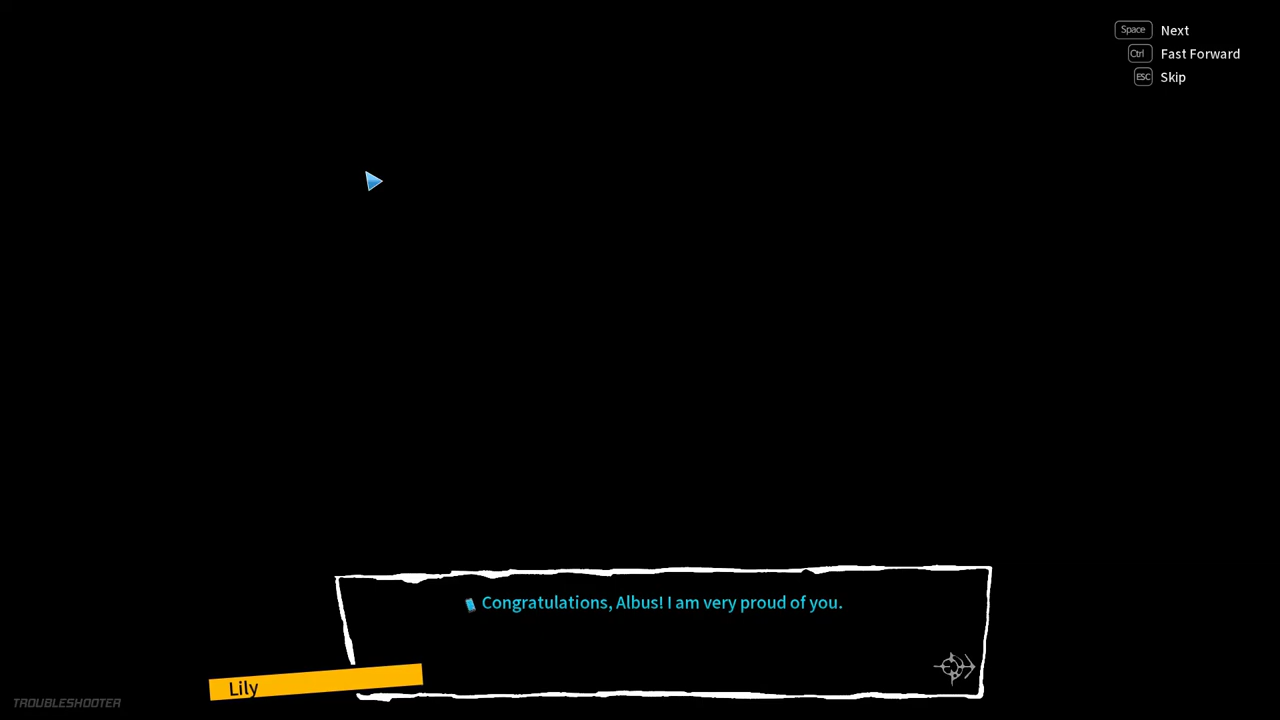 Space Next
Ctrl Fast Forward
ESC Skip
Congratulations, Albus! I am very proud of you.
Lily
TROUBLESHOOTER